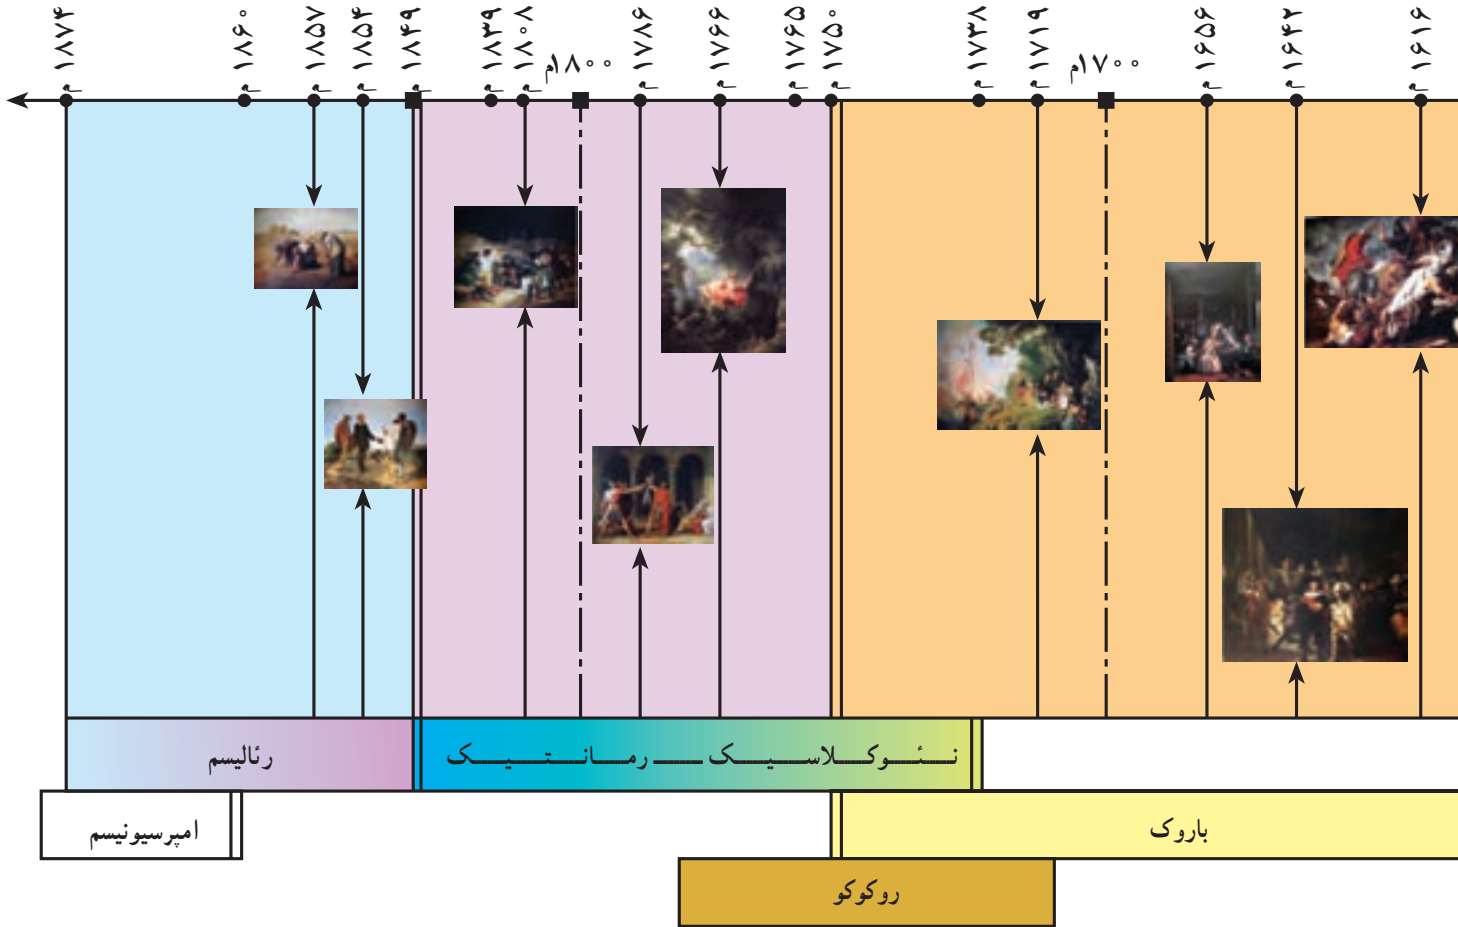 ۱۶۱۶م
۱۶۴۲م
۱۶۵۶م
۱۷۰۰م
۱۷۱۹م
۱۷۳۸م
۱۷۵۰م
۱۷۶۵م
۱۷۶۶م
۱۷۸۶م
۱۸۰۰م
۱۸۰۸م
۱۸۳۹م
۱۸۴۹م
۱۸۵۴م
۱۸۵۷م
۱۸۶۰م
۱۸۷۴م
نـئـوکـلاسـیـک ـــ رمـانـتـیـک
رئالیسم
باروک
امپرسیونیسم
روکوکو